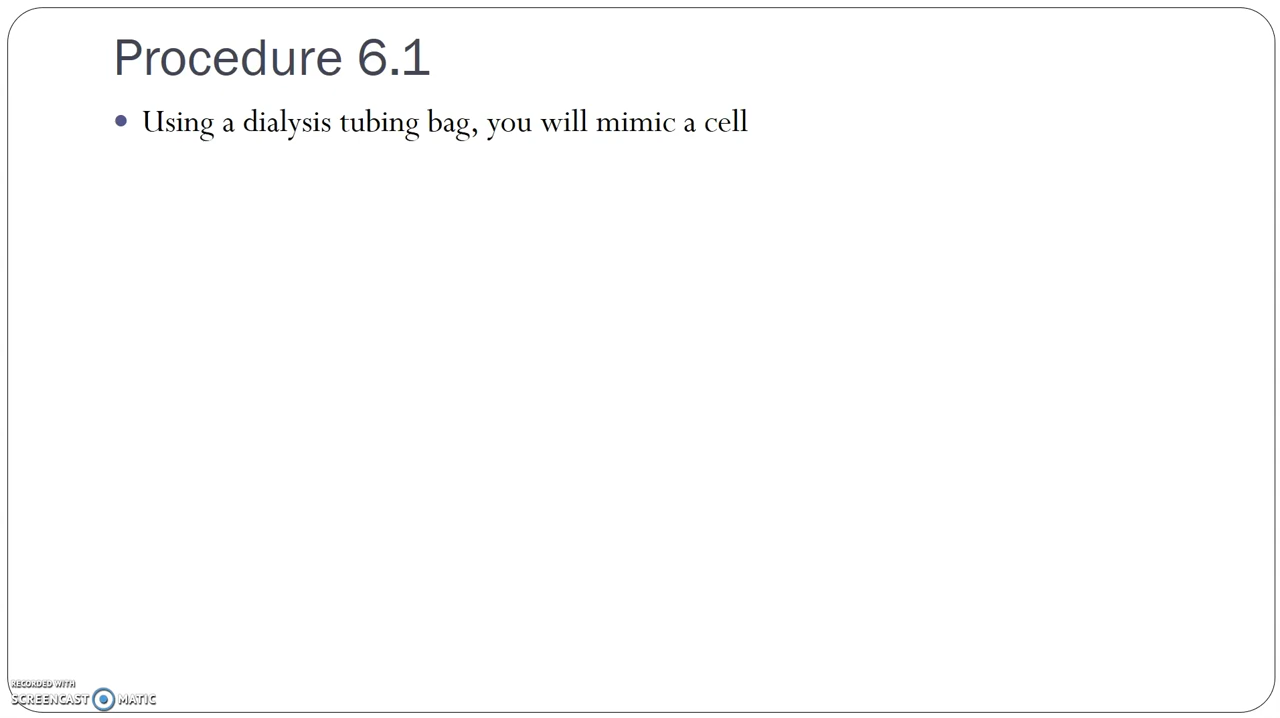 Procedure 6.1
• Using a dialysis tubing bag, you will mimic a cell
RECORDED WITH
SCREENCAST MATIC